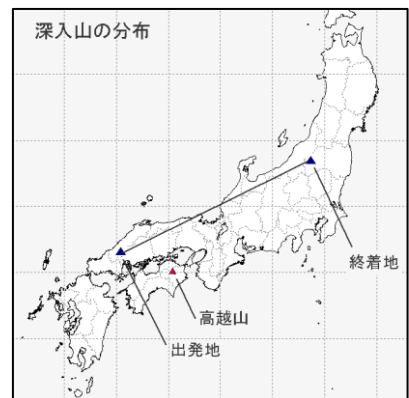 深入山の分布
終着地
高越山
出発地